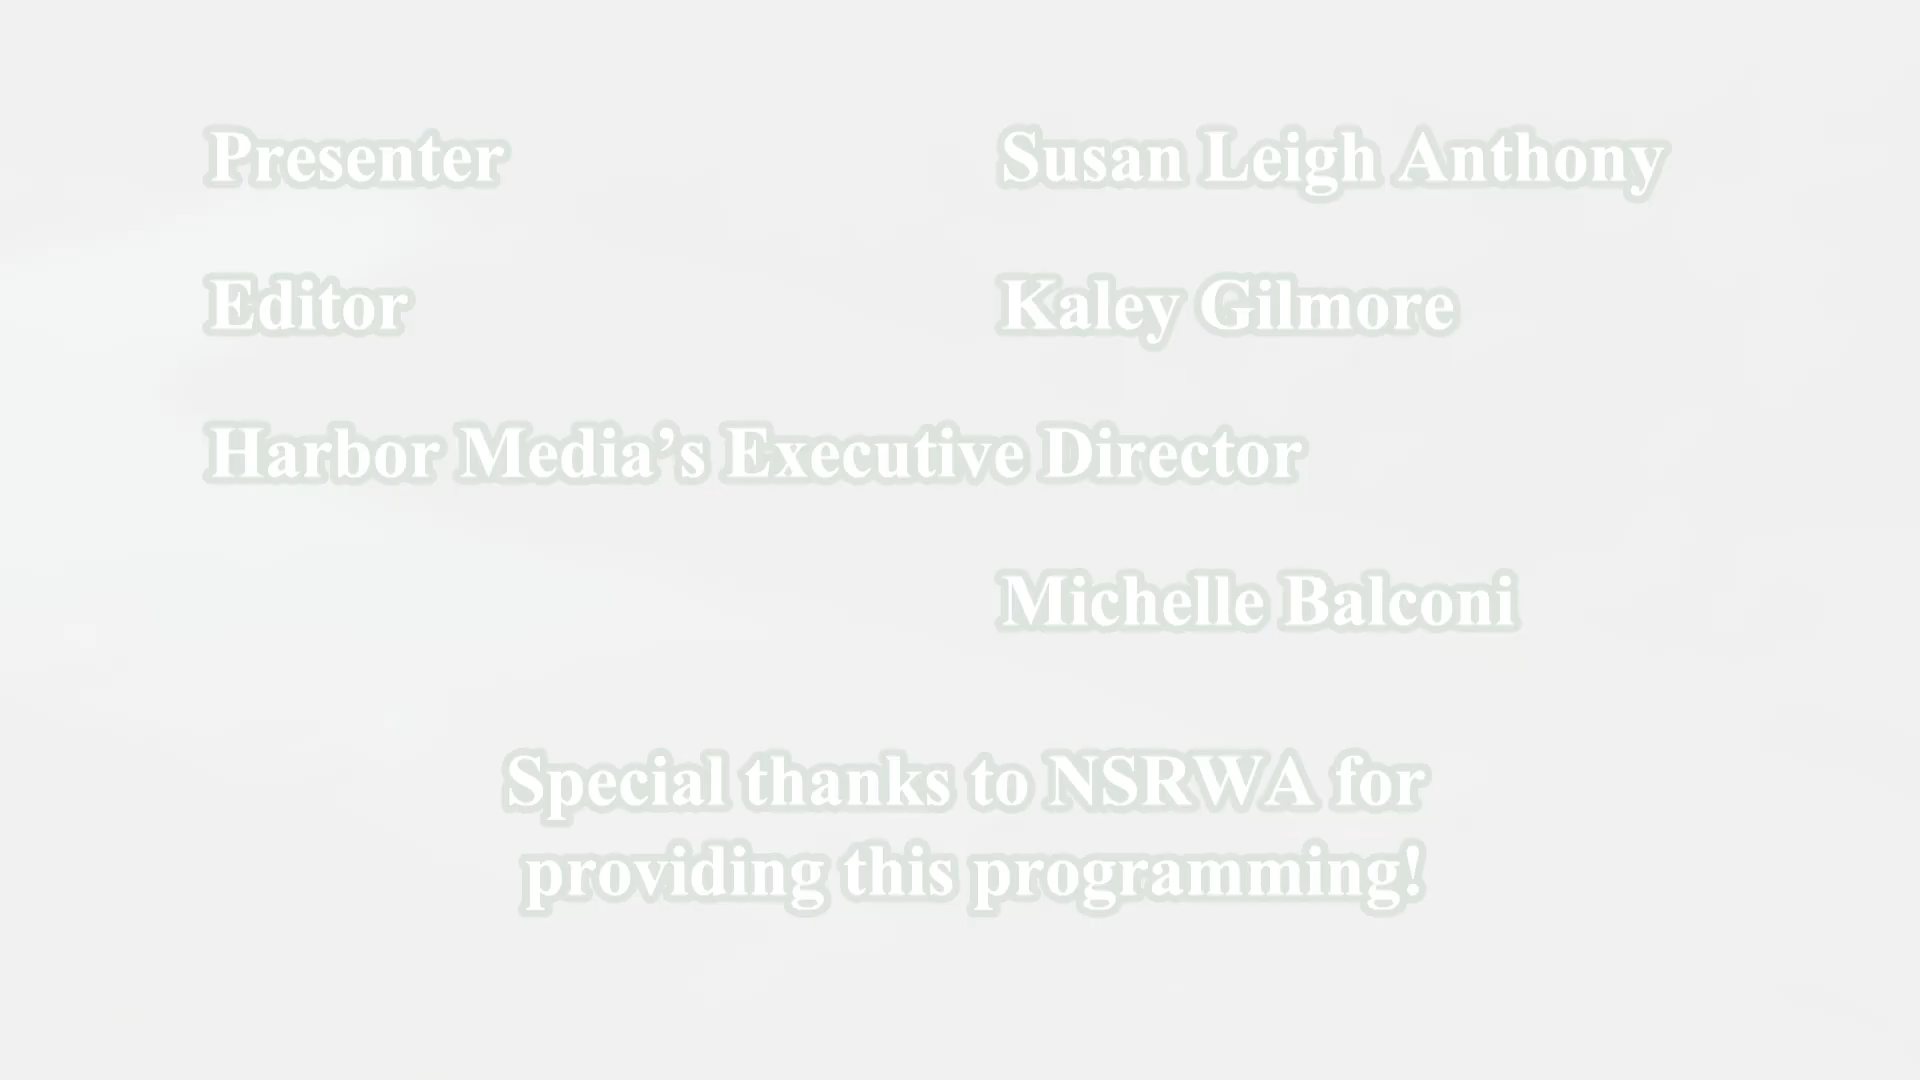 Presenter Susan Leigh Anthony
Editor Kaley Gilmore
Harbor Media’s Executive Director
Michelle Balconi
Special thanks to NSRWA for
providing this programming!